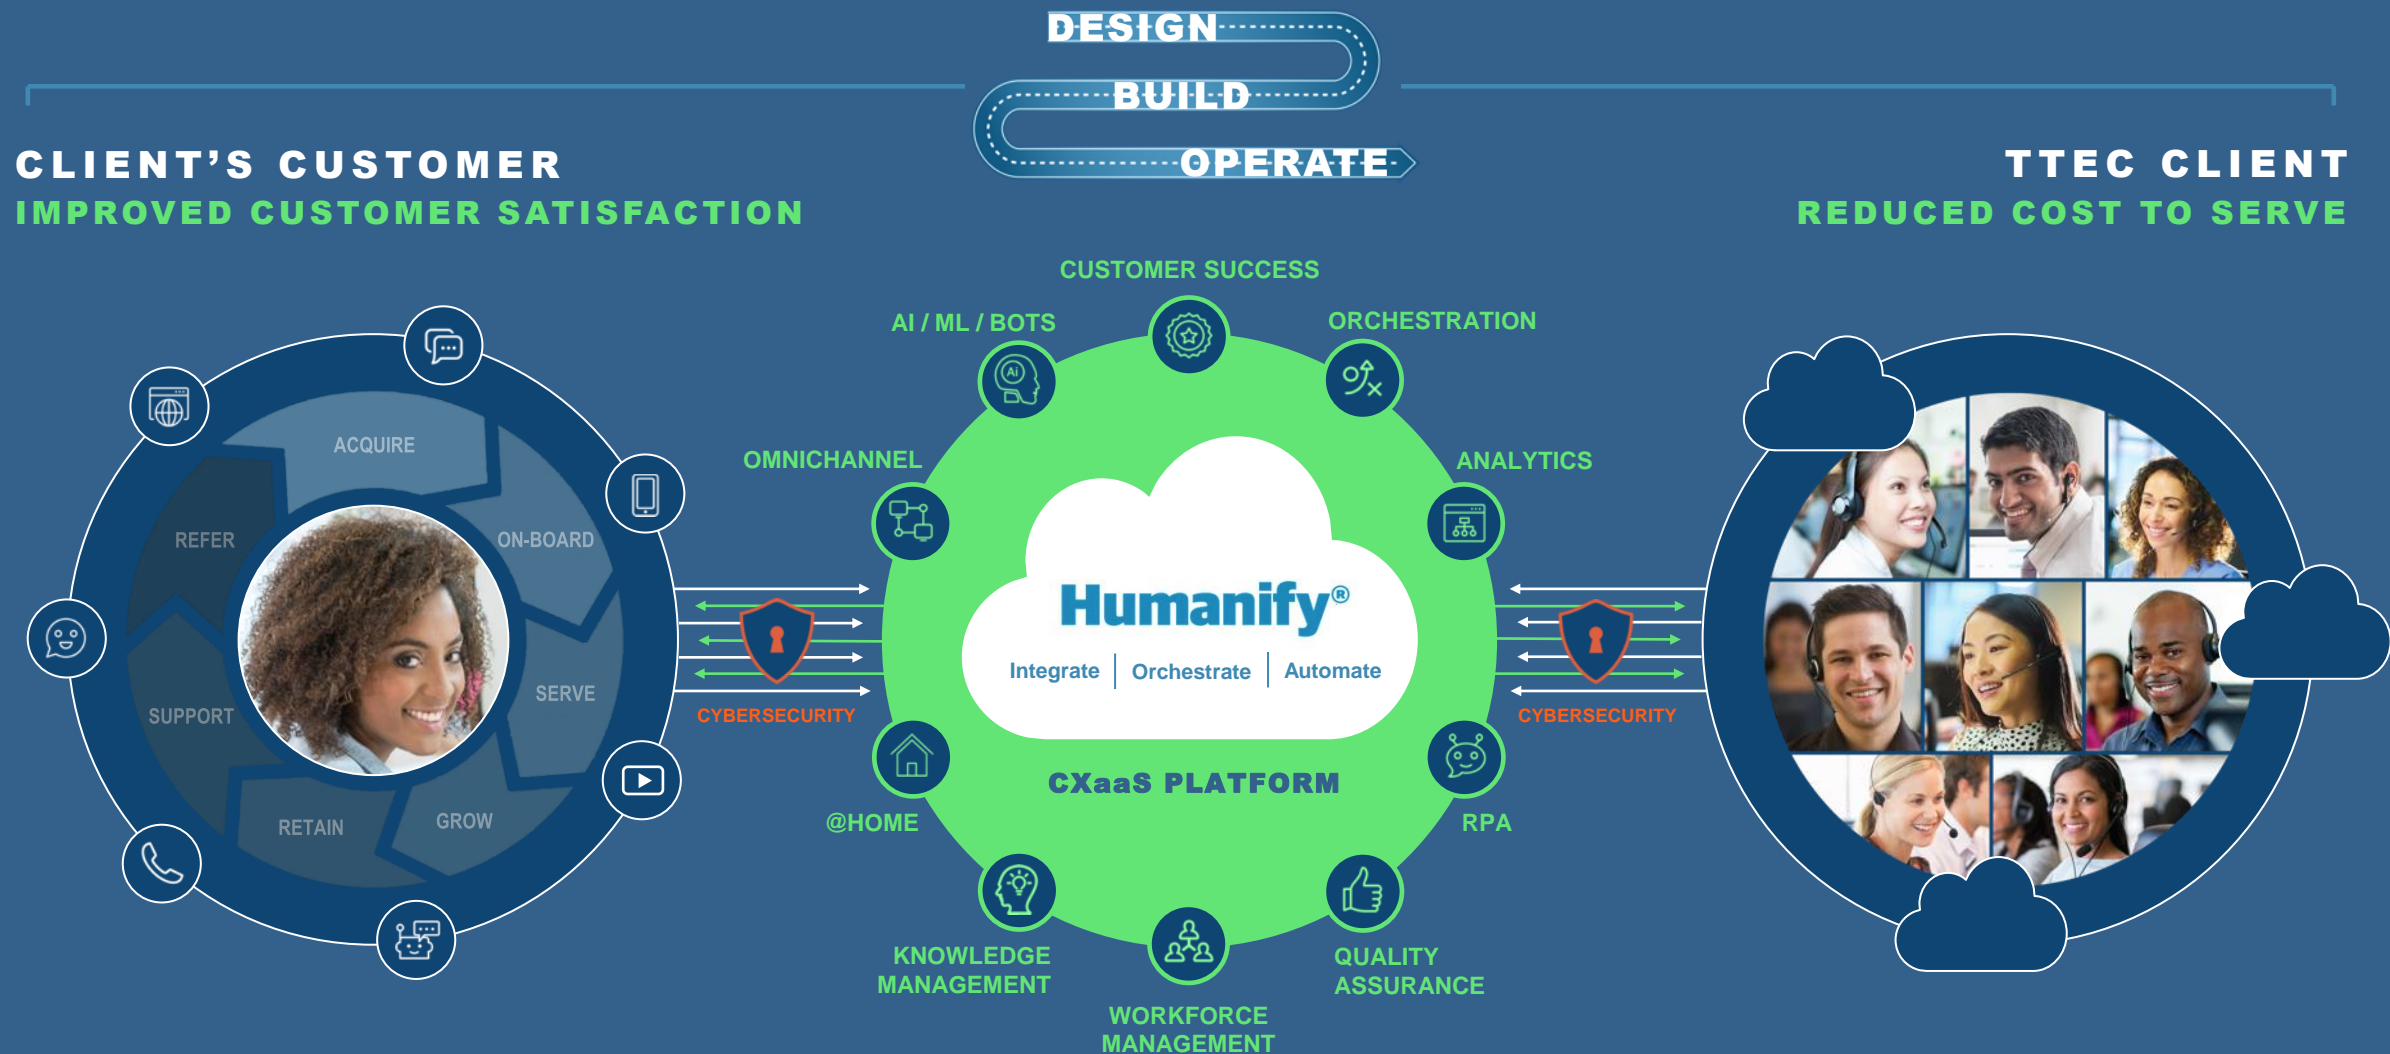 DESIGN
BUILD
OPERATE
CLIENT'S CUSTOMER
IMPROVED CUSTOMER SATISFACTION
TTEC CLIENT
REDUCED COST TO SERVE
ACQUIRE
ON-BOARD
SERVE
GROW
RETAIN
SUPPORT
REFER
CYBERSECURITY
CUSTOMER SUCCESS
AI / ML / BOTS
Ai
ORCHESTRATION
OMNICHANNEL
ANALYTICS
Humanify®
Integrate | Orchestrate | Automate
CXaaS PLATFORM
@HOME
RPA
KNOWLEDGE
MANAGEMENT
QUALITY
ASSURANCE
WORKFORCE
MANAGEMENT
CYBERSECURITY